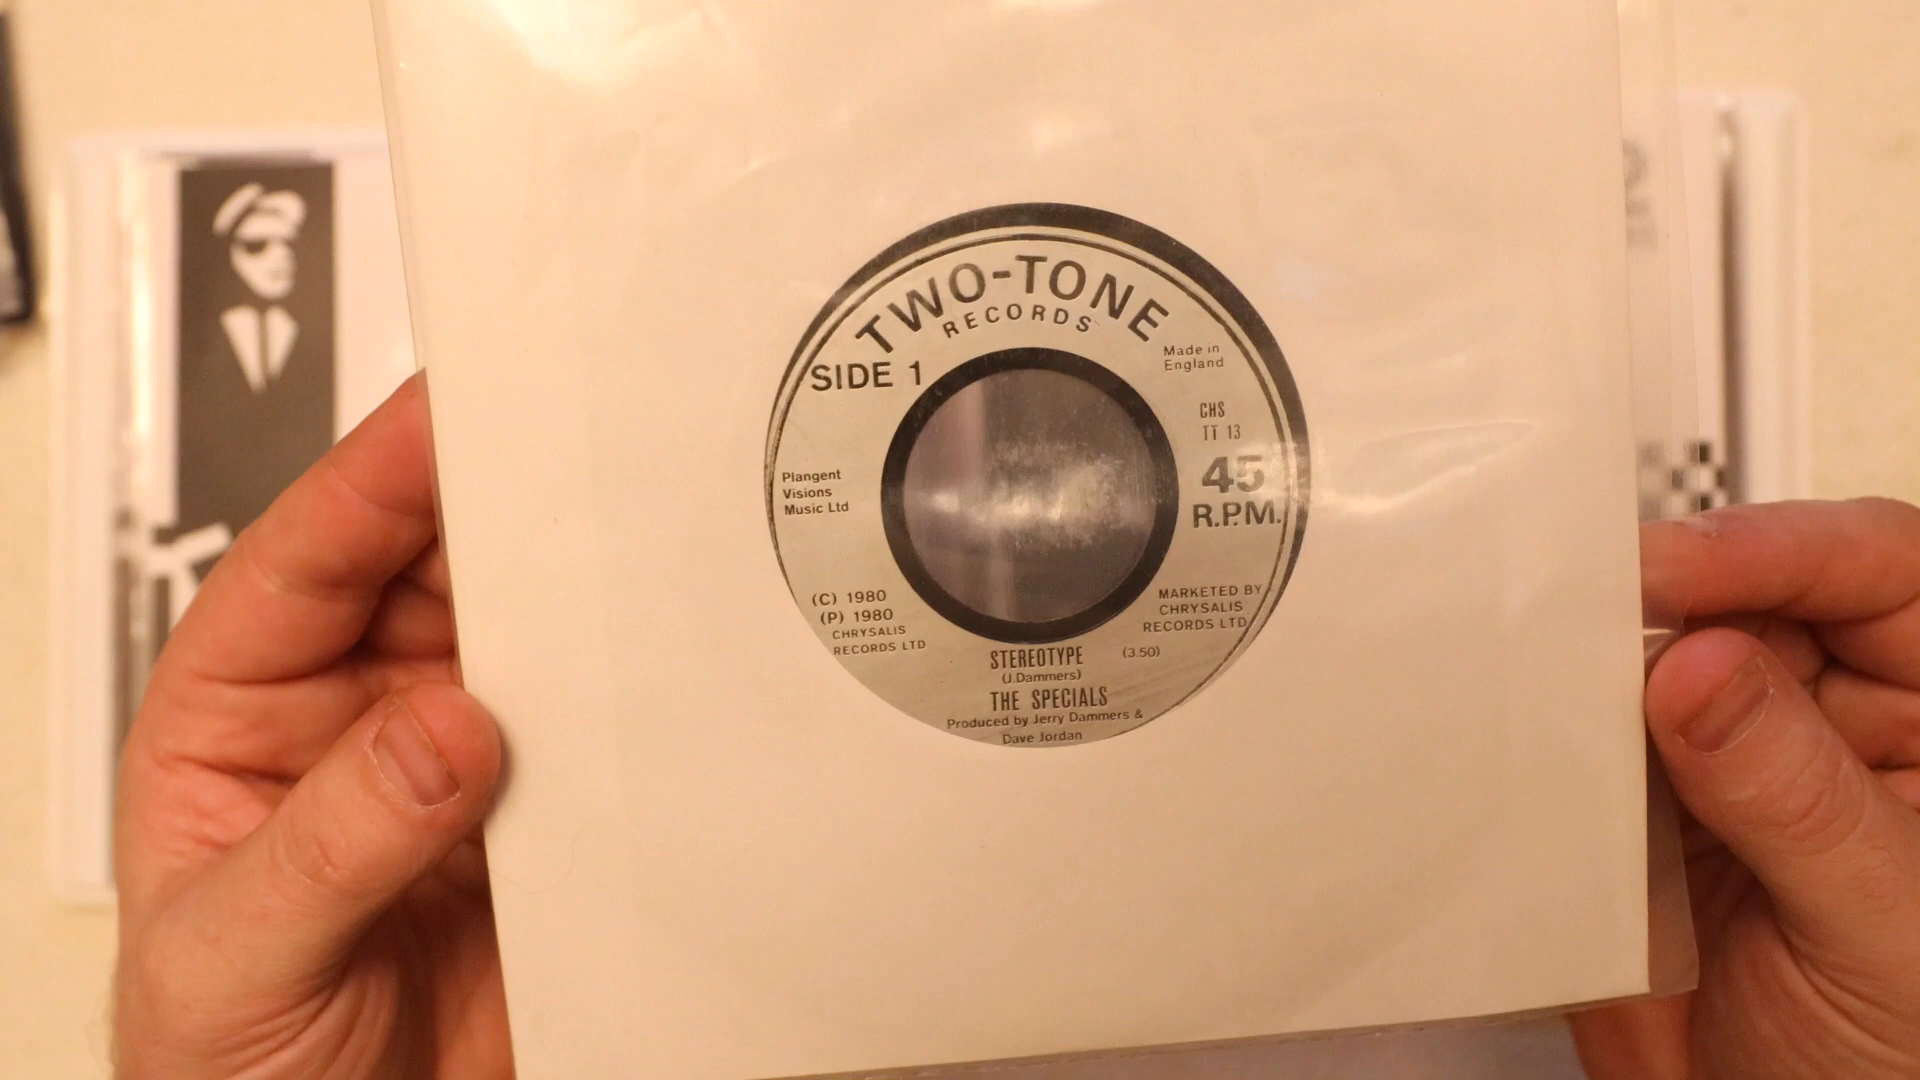 TWO-TONE
RECORDS
SIDE 1
Made in
England
CHS
TT 13
45
R.P.M.
Plangent
Visions
Music Ltd
(C) 1980
(P) 1980
CHRYSALIS
RECORDS LTD
MARKETED BY
CHRYSALIS
RECORDS LTD
STEREOTYPE (3.50)
(J.Dammers)
THE SPECIALS
Produced by Jerry Dammers &
Dave Jordan